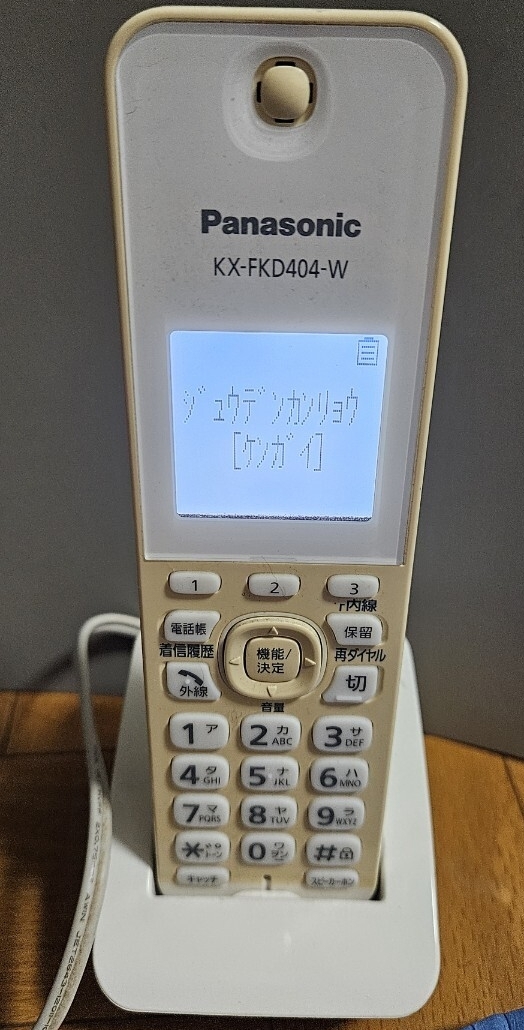 Panasonic
KX-FKD404-W
ジュウデンカンリョウ
[ケンガイ]
1 2 3
内線
電話帳 機能/決定 保留
着信履歴 再ダイヤル
外線 切
音量
1 ア 2 カ ABC 3 サ DEF
4 タ GHI 5 ナ JKL 6 ハ MNO
7 マ PQRS 8 ヤ TUV 9 ラ WXYZ
* トーン 0 ワ #
キャッチ スピーカーホン